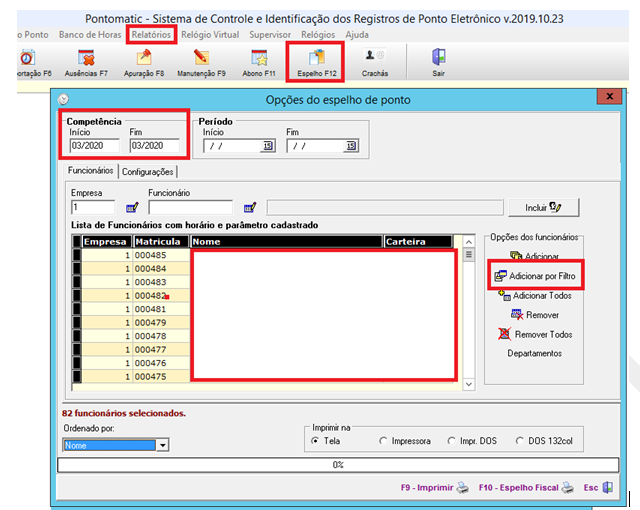 Pontomatic - Sistema de Controle e Identificação dos Registros de Ponto Eletrônico v.2019.10.23
o Ponto Banco de Horas Relatórios Relógio Virtual Supervisor Relógios Ajuda
ortação F6 Ausências F7 Apuração F8 Manutenção F9 Abono F11 Espelho F12 Crachás Sair
Opções do espelho de ponto x
Competência Período
Início Fim Início Fim
03/2020 03/2020 / / 15 / / 15
Funcionários Configurações
Empresa Funcionário
1 Incluir
Lista de Funcionários com horário e parâmetro cadastrado
Opções dos funcionários
Empresa Matricula Nome Carteira
1 000485
1 000484
1 000483
1 000482
1 000481
1 000479
1 000478
1 000477
1 000476
1 000475
Adicionar
Adicionar por Filtro
Adicionar Todos
Remover
Remover Todos
Departamentos
82 funcionários selecionados.
Ordenado por: Imprimir na
Nome Tela Impressora Impr. DOS DOS 132col
0%
F9 - Imprimir F10 - Espelho Fiscal Esc